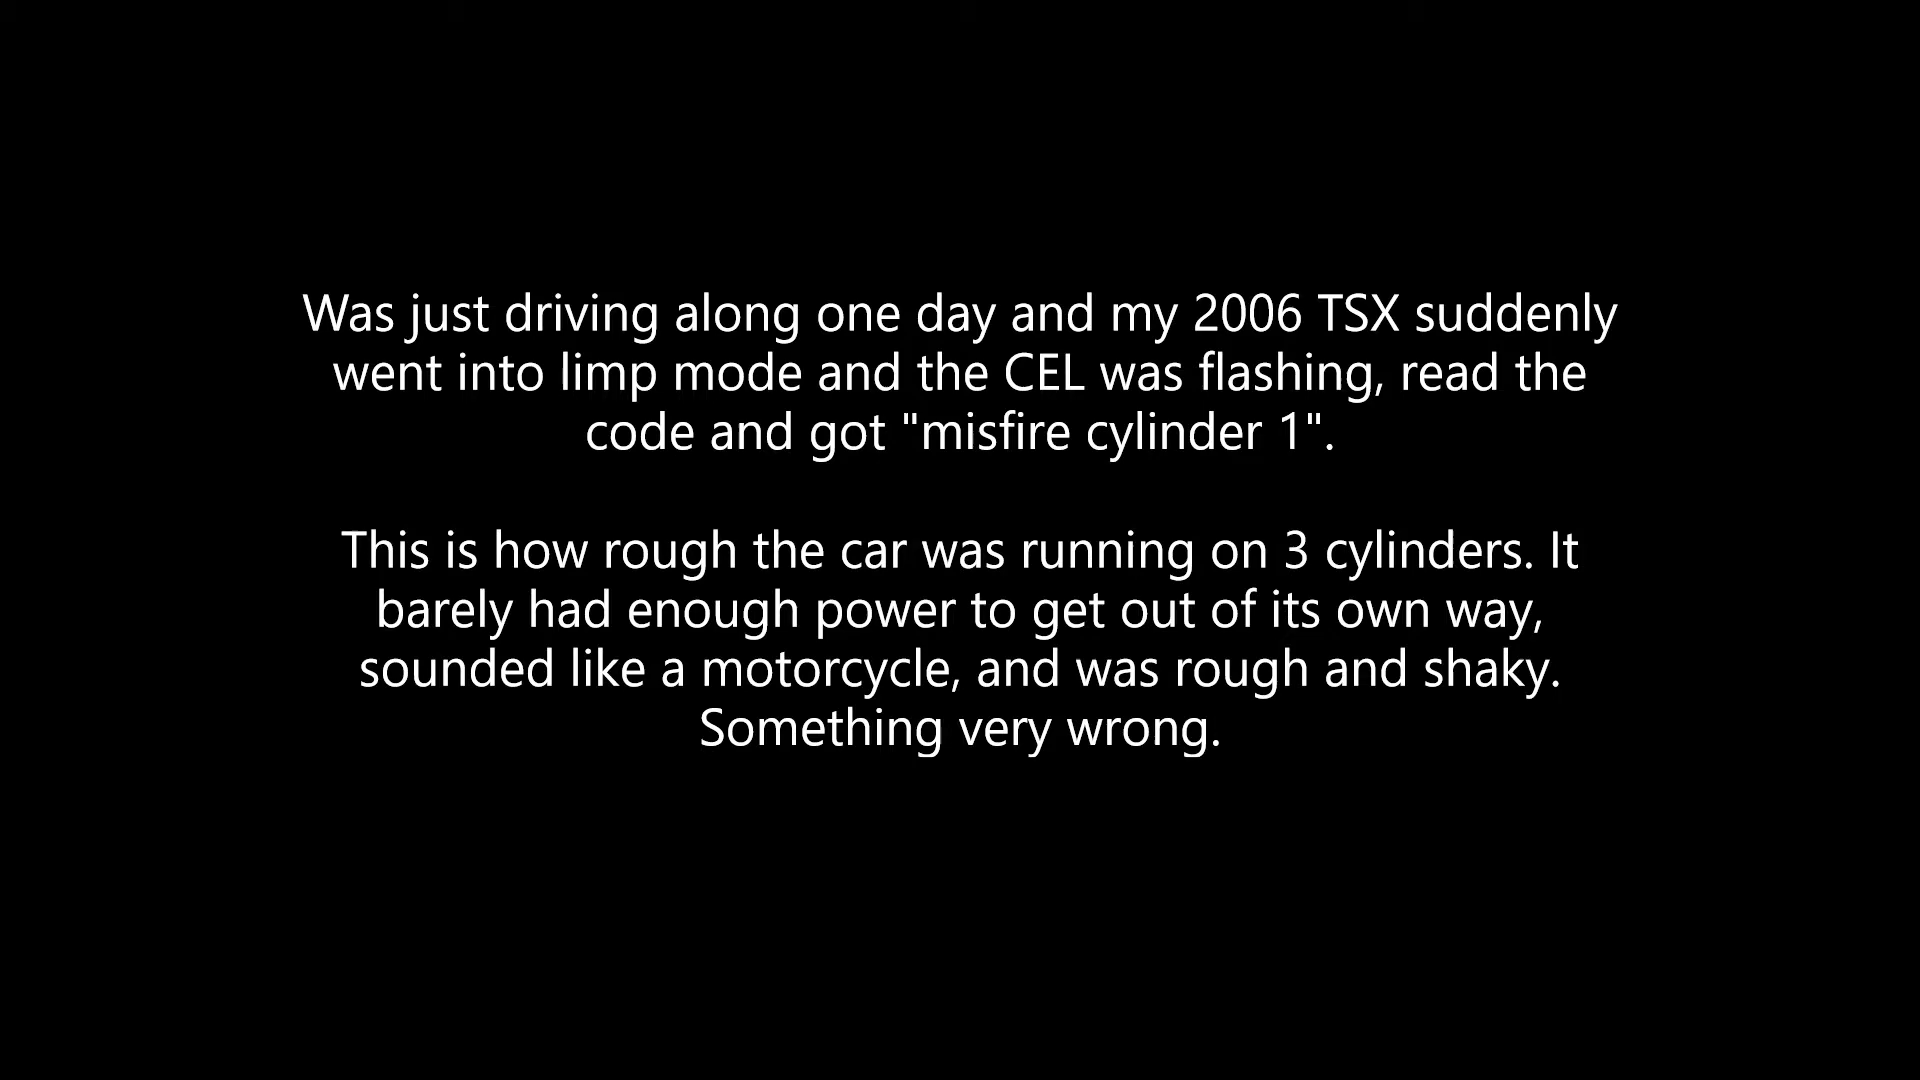 Was just driving along one day and my 2006 TSX suddenly
went into limp mode and the CEL was flashing, read the
code and got "misfire cylinder 1".
This is how rough the car was running on 3 cylinders. It
barely had enough power to get out of its own way,
sounded like a motorcycle, and was rough and shaky.
Something very wrong.